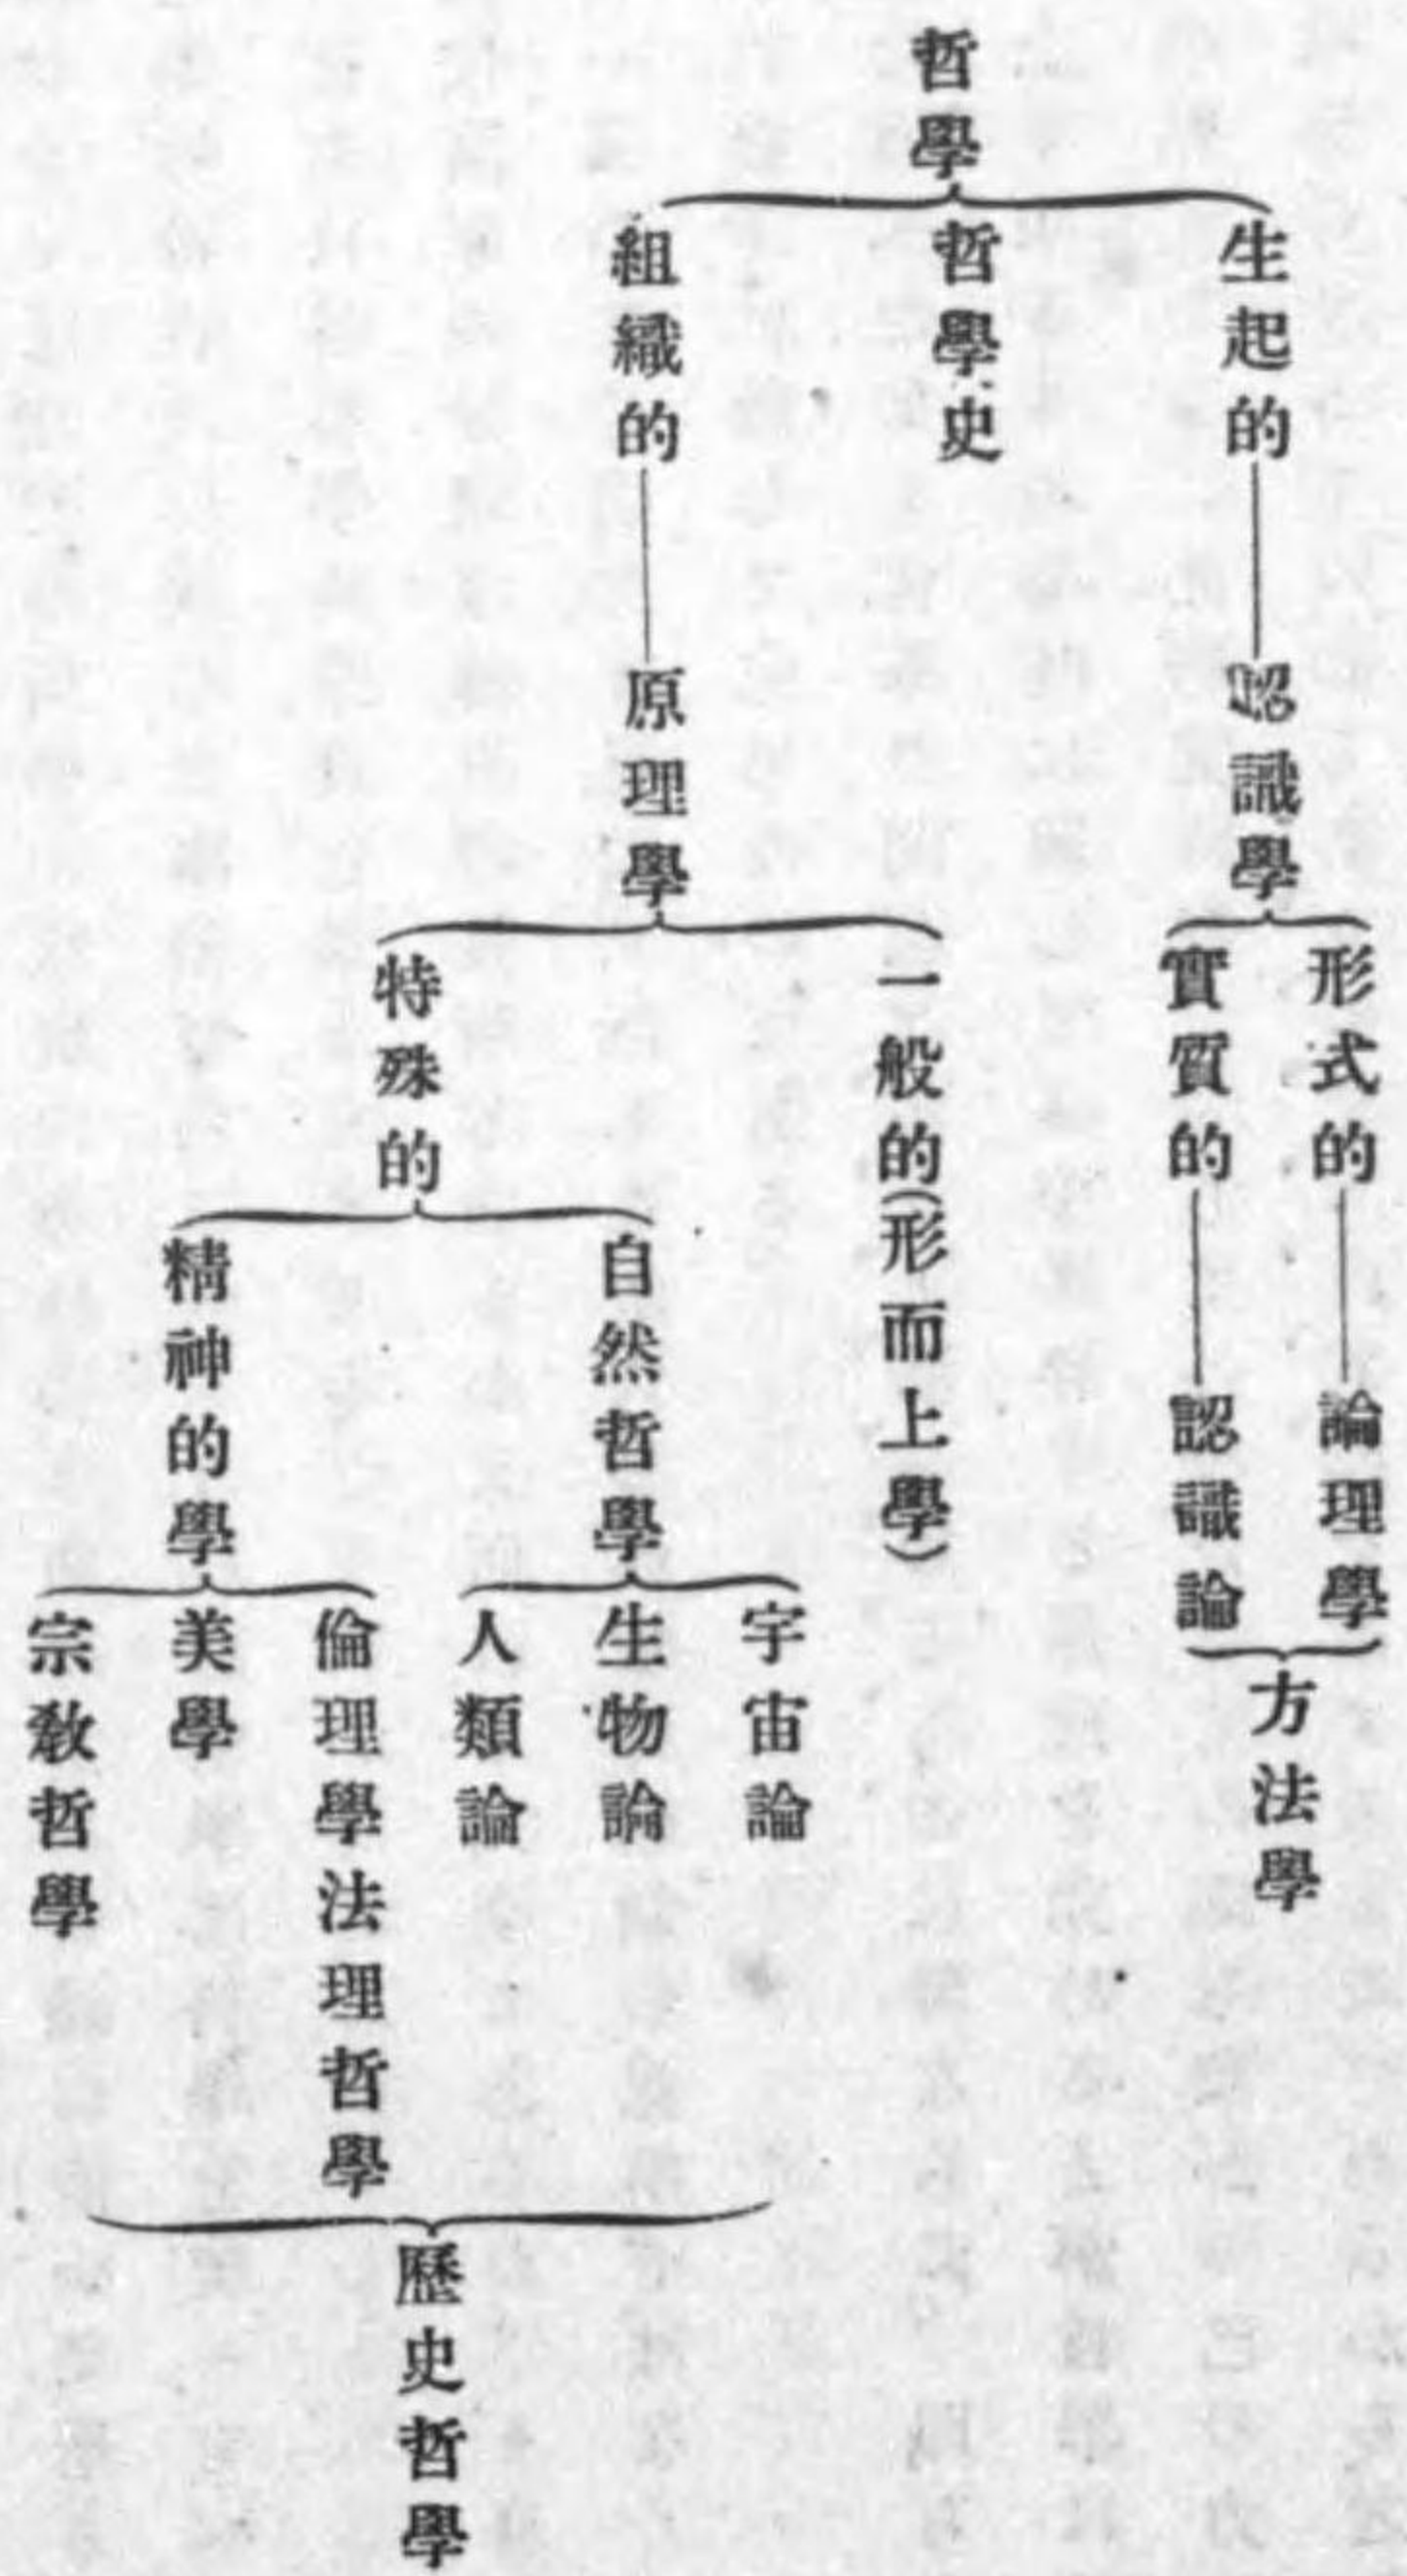 哲學
生起的
哲學史
組織的
認識學
原理學
形式的
實質的
一般的(形而上學)
特殊的
論理學
認識論
自然哲學
精神的學
方法學
宇宙論
生物論
人類論
倫理學法理哲學
美學
宗教哲學
歷史哲學